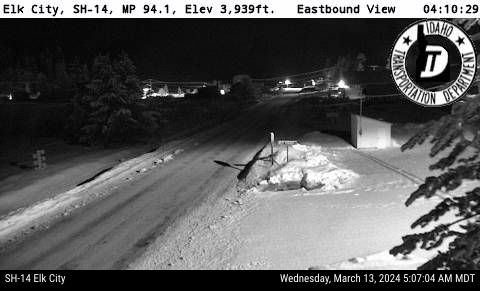 Elk City, SH-14, MP 94.1, Elev 3,939ft. Eastbound View 04:10:29
IDAHO
TRANSPORTATION DEPARTMENT
SH-14 Elk City Wednesday, March 13, 2024 5:07:04 AM MDT